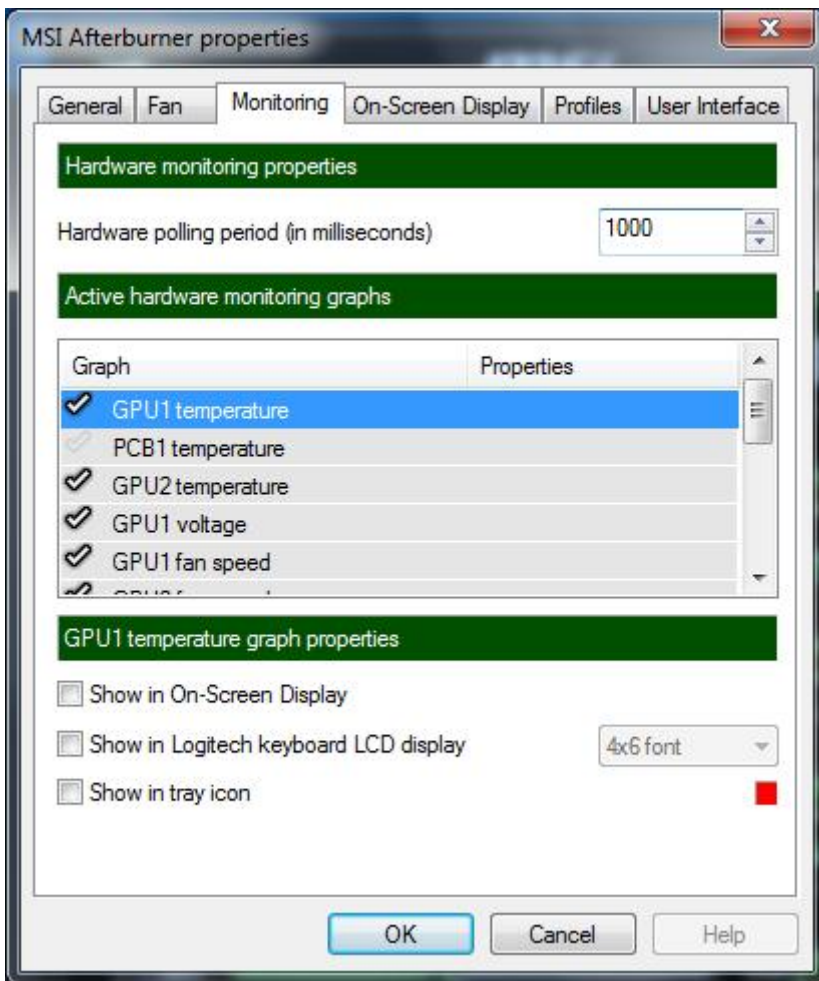 MSI Afterburner properties
General Fan Monitoring On-Screen Display Profiles User Interface
Hardware monitoring properties
Hardware polling period (in milliseconds) 1000
Active hardware monitoring graphs
Graph Properties
GPU1 temperature
PCB1 temperature
GPU2 temperature
GPU1 voltage
GPU1 fan speed
GPU1 temperature graph properties
Show in On-Screen Display
Show in Logitech keyboard LCD display 4x6 font
Show in tray icon
OK Cancel Help